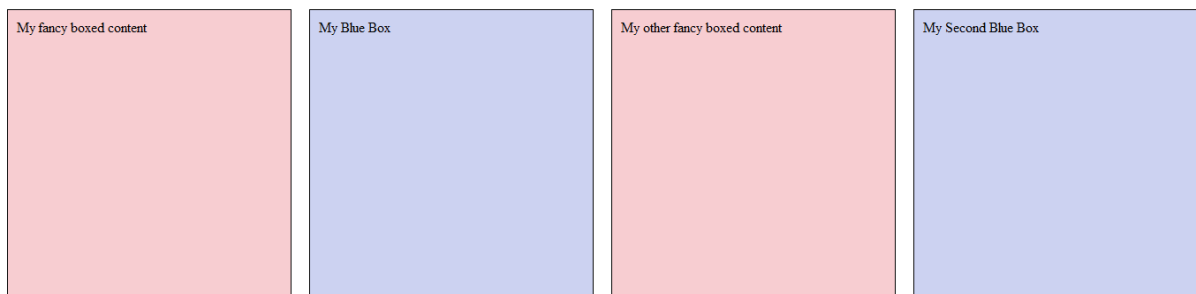 My fancy boxed content
My Blue Box
My other fancy boxed content
My Second Blue Box